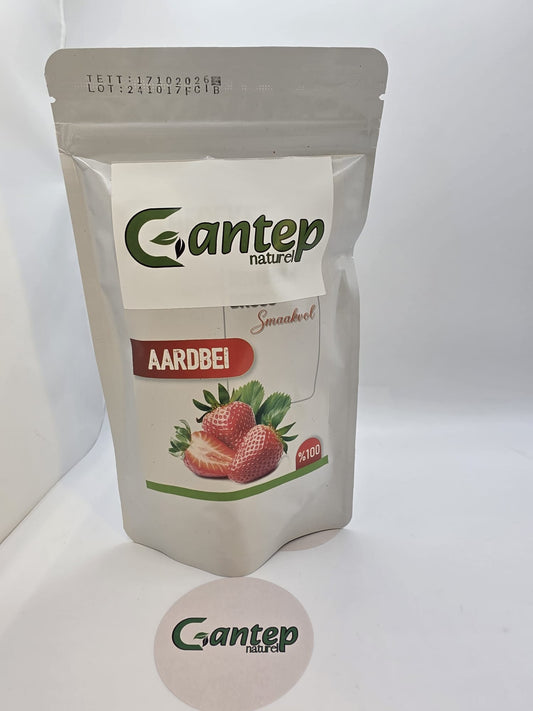 TETT:17102026
LOT:241017FCIB
Gantep
naturel
Smaakvol
AARDBEI
%100
Gantep
naturel